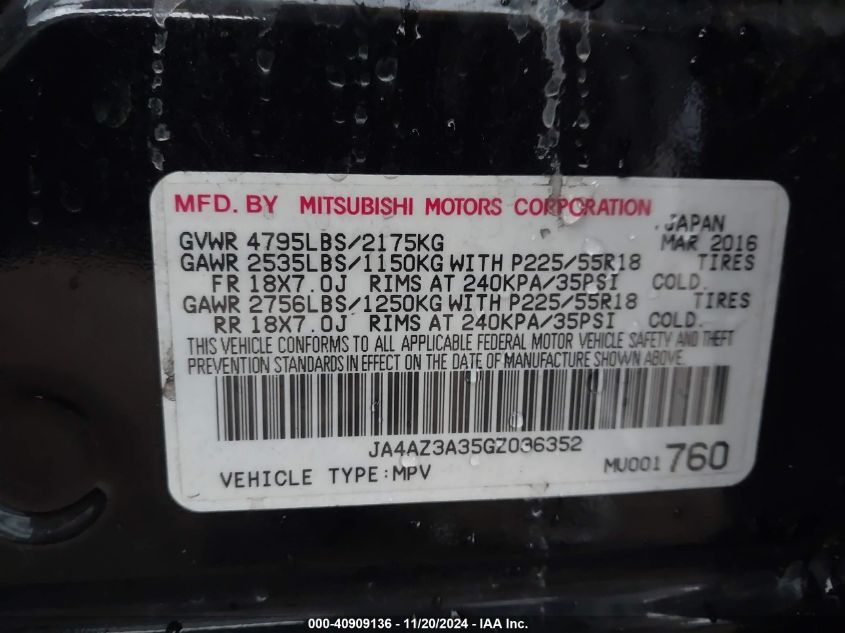 MFD. BY MITSUBISHI MOTORS CORPORATION
JAPAN
GVWR 4795LBS/2175KG MAR 2016
GAWR 2535LBS/1150KG WITH P225/55R18 TIRES
FR 18X7.0J RIMS AT 240KPA/35PSI COLD.
GAWR 2756LBS/1250KG WITH P225/55R18 TIRES
RR 18X7.0J RIMS AT 240KPA/35PSI COLD.
THIS VEHICLE CONFORMS TO ALL APPLICABLE FEDERAL MOTOR VEHICLE SAFETY AND THEFT
PREVENTION STANDARDS IN EFFECT ON THE DATE OF MANUFACTURE SHOWN ABOVE.
JA4AZ3A35GZ036352
VEHICLE TYPE:MPV MU001760
000-40909136 - 11/20/2024 - IAA Inc.